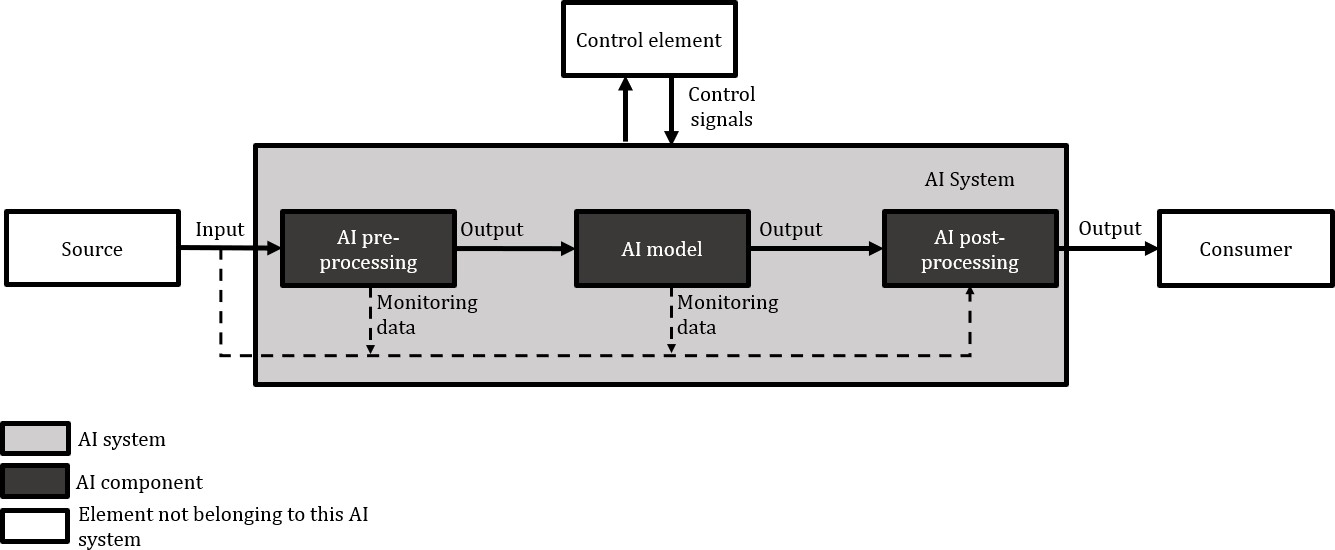 Control element
Control
signals
AI System
Source
Input
AI pre-
processing
Output
AI model
Output
AI post-
processing
Output
Consumer
Monitoring
data
Monitoring
data
AI system
AI component
Element not belonging to this AI
system